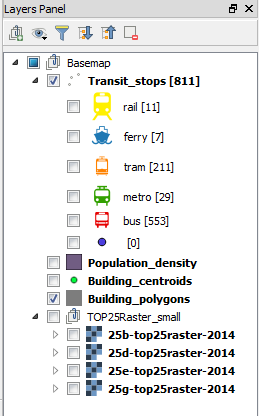 Layers Panel
Basemap
Transit_stops [811]
rail [11]
ferry [7]
tram [211]
metro [29]
bus [553]
[0]
Population_density
Building_centroids
Building_polygons
TOP25Raster_small
25b-top25raster-2014
25d-top25raster-2014
25e-top25raster-2014
25g-top25raster-2014